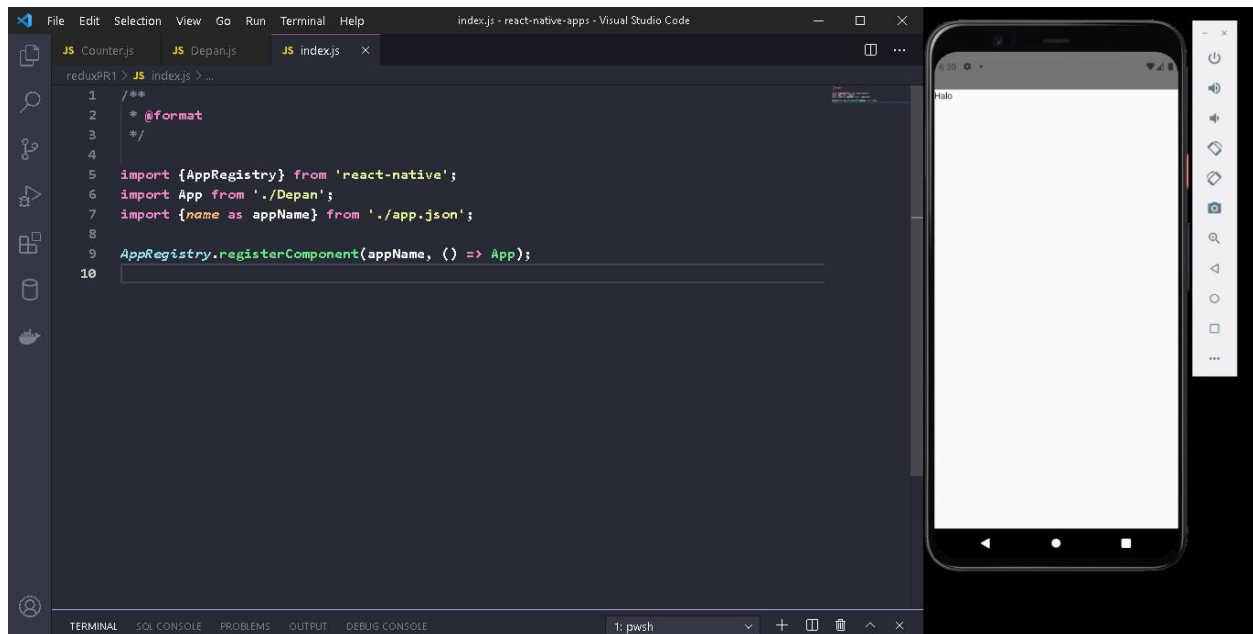 File Edit Selection View Go Run Terminal Help
index.js - react-native-apps - Visual Studio Code
JS Counter.js
JS Depan.js
JS index.js
reduxPR1 > JS index.js > ...
1 /**
2 * @format
3 */
4
5 import {AppRegistry} from 'react-native';
6 import App from './Depan';
7 import {name as appName} from './app.json';
8
9 AppRegistry.registerComponent(appName, () => App);
10
TERMINAL SQL CONSOLE PROBLEMS OUTPUT DEBUG CONSOLE
1: pwsh
6:30
Halo